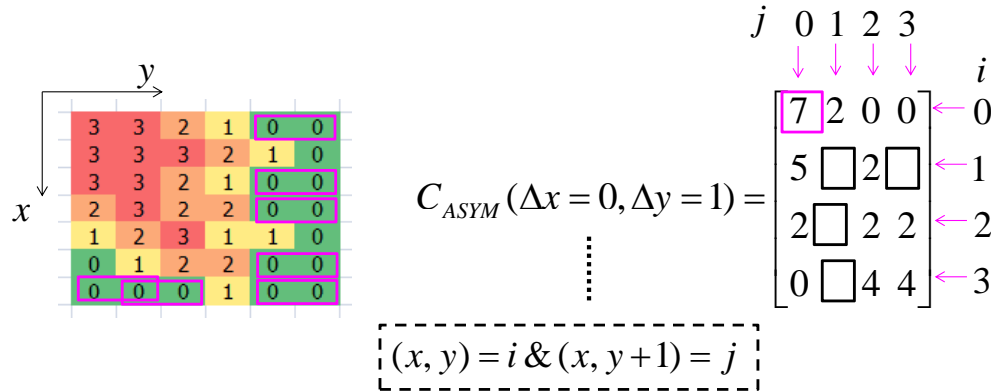 j 0 1 2 3
i
y
x
3 3 2 1 0 0
3 3 3 2 1 0
3 3 2 1 0 0
2 3 2 2 0 0
1 2 3 1 1 0
0 1 2 2 0 0
0 0 0 1 0 0
C_{ASYM}(Δx = 0, Δy = 1) =
7 2 0 0 0
5 2 1
2 2 2 2
0 4 4 3
(x, y) = i & (x, y+1) = j